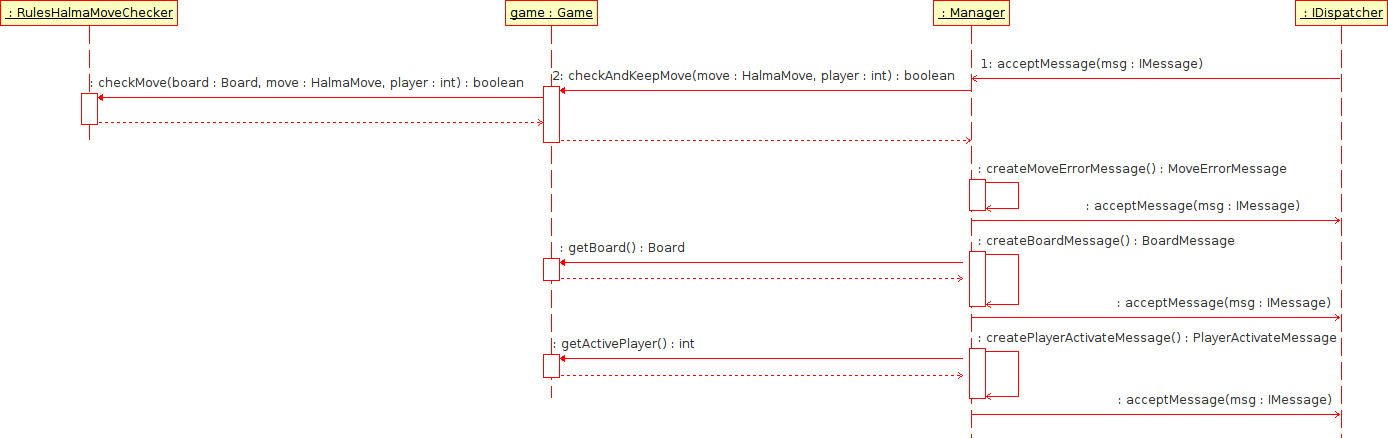 : RulesHalmaMoveChecker
game : Game
: Manager
: IDispatcher
1: acceptMessage(msg : IMessage)
2: checkAndKeepMove(move : HalmaMove, player : int) : boolean
: checkMove(board : Board, move : HalmaMove, player : int) : boolean
: createMoveErrorMessage() : MoveErrorMessage
: acceptMessage(msg : IMessage)
: createBoardMessage() : BoardMessage
: getBoard() : Board
: acceptMessage(msg : IMessage)
: createPlayerActivateMessage() : PlayerActivateMessage
: getActivePlayer() : int
: acceptMessage(msg : IMessage)